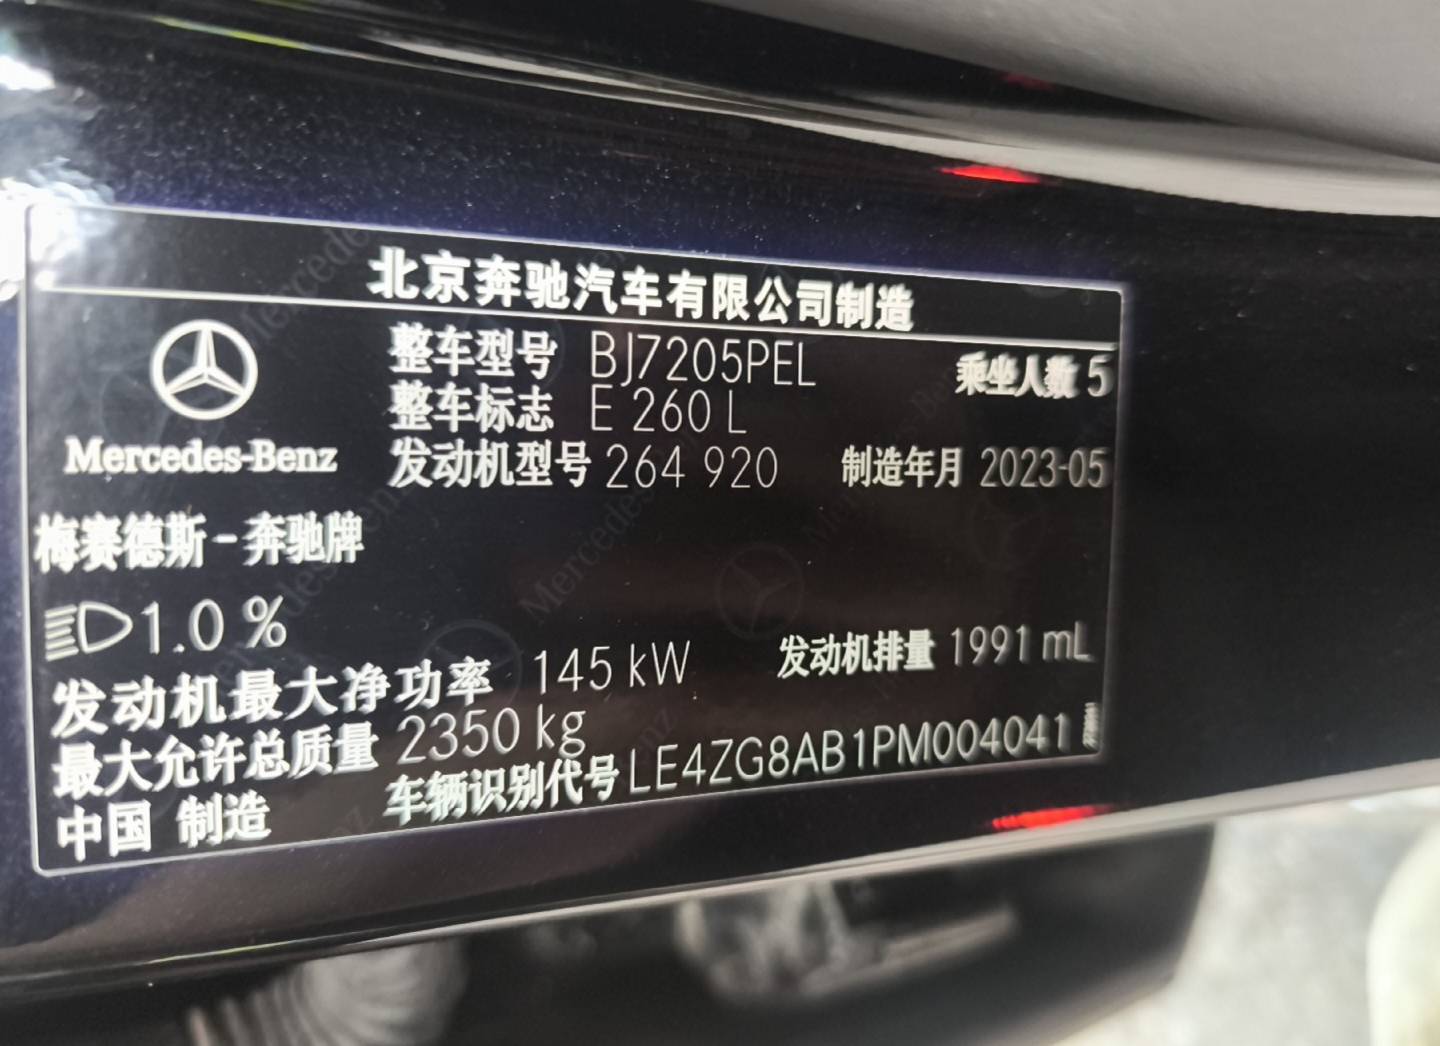 北京奔驰汽车有限公司制造
整车型号 BJ7205PEL 乘坐人数 5
整车标志 E 260 L
Mercedes-Benz
发动机型号 264 920 制造年月 2023-05
梅赛德斯-奔驰牌
1.0 %
发动机最大净功率 145 kW 发动机排量 1991 mL
最大允许总质量 2350 kg
中国 制造 车辆识别代号 LE4ZG8AB1PM004041